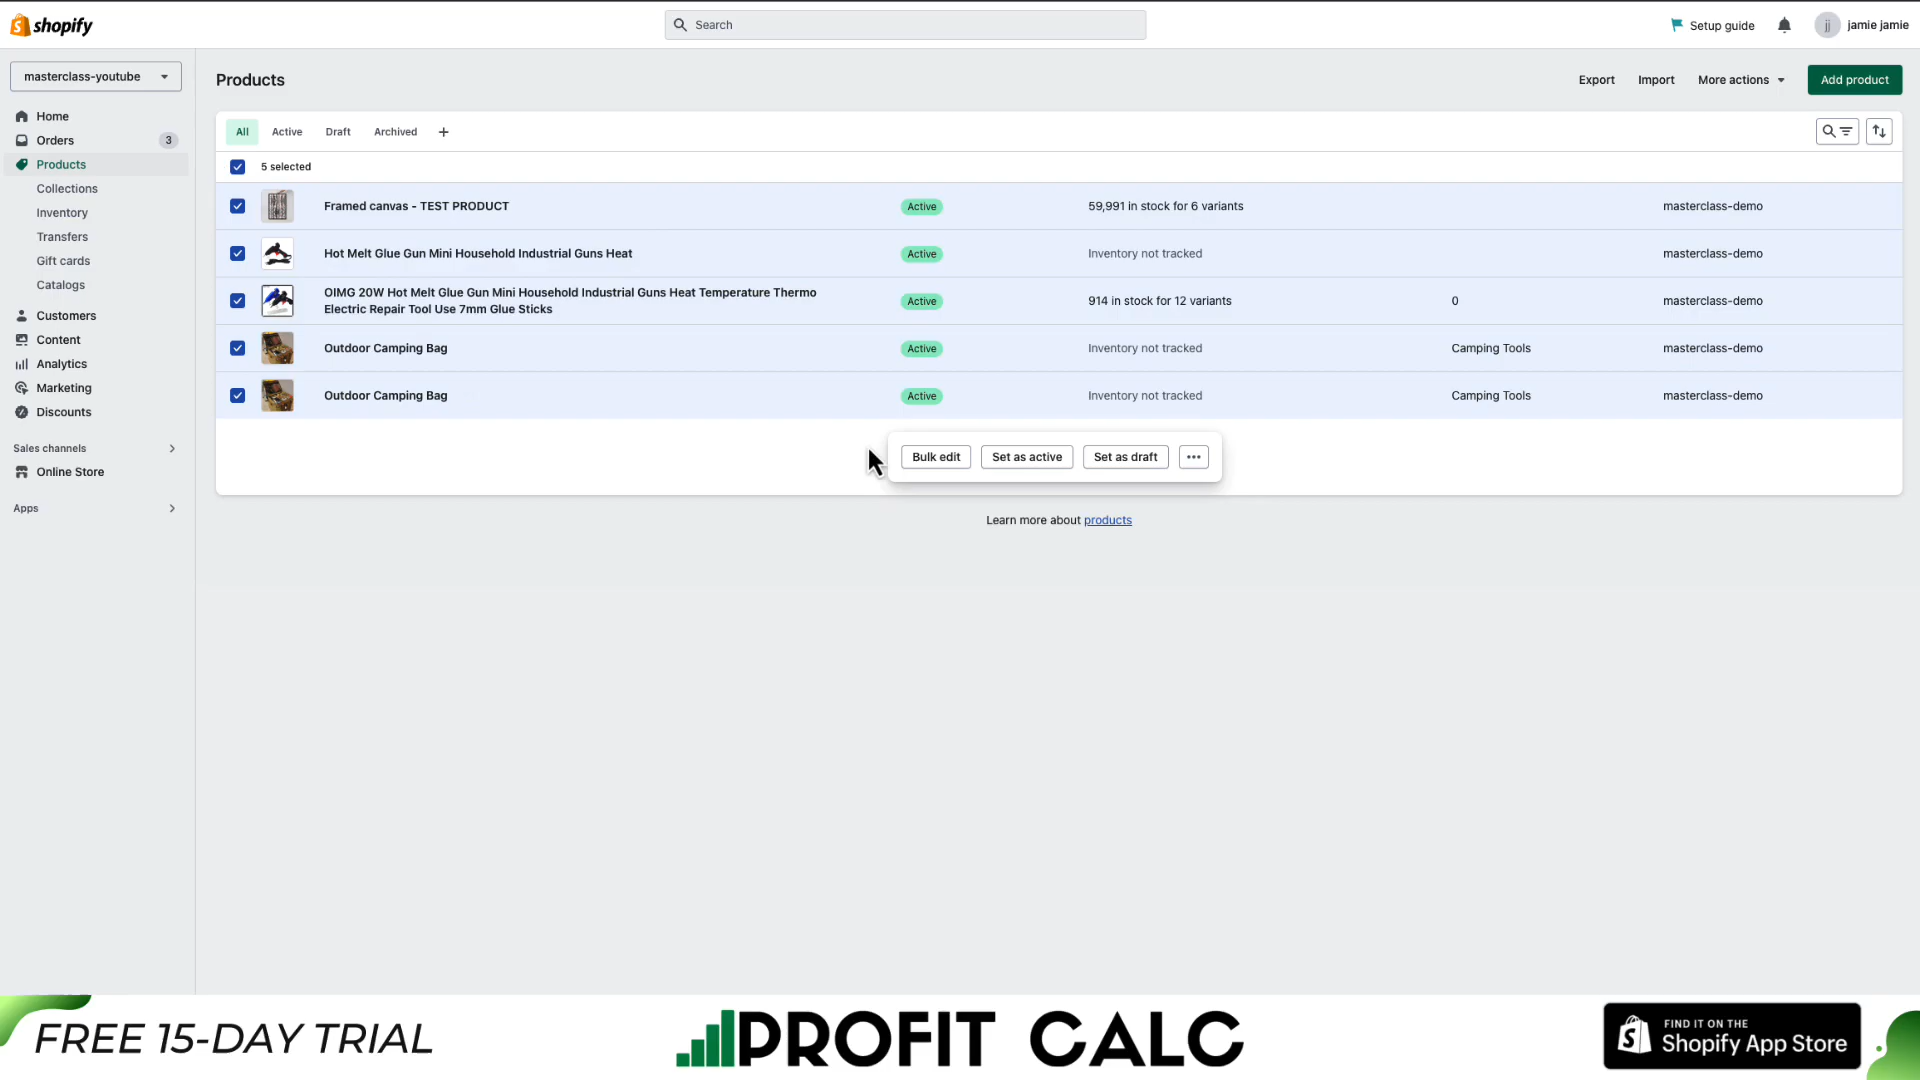 shopify
Search
Setup guide
jj
jamie jamie
masterclass-youtube
Home
Orders
3
Products
Collections
Inventory
Transfers
Gift cards
Catalogs
Customers
Content
Analytics
Marketing
Discounts
Sales channels
Online Store
Apps
Products
Export
Import
More actions
Add product
All
Active
Draft
Archived
5 selected
Framed canvas - TEST PRODUCT
Active
59,991 in stock for 6 variants
masterclass-demo
Hot Melt Glue Gun Mini Household Industrial Guns Heat
Active
Inventory not tracked
masterclass-demo
OIMG 20W Hot Melt Glue Gun Mini Household Industrial Guns Heat Temperature Thermo
Electric Repair Tool Use 7mm Glue Sticks
Active
914 in stock for 12 variants
0
masterclass-demo
Outdoor Camping Bag
Active
Inventory not tracked
Camping Tools
masterclass-demo
Outdoor Camping Bag
Active
Inventory not tracked
Camping Tools
masterclass-demo
Bulk edit
Set as active
Set as draft
Learn more about products
FREE 15-DAY TRIAL
PROFIT CALC
FIND IT ON THE
Shopify App Store